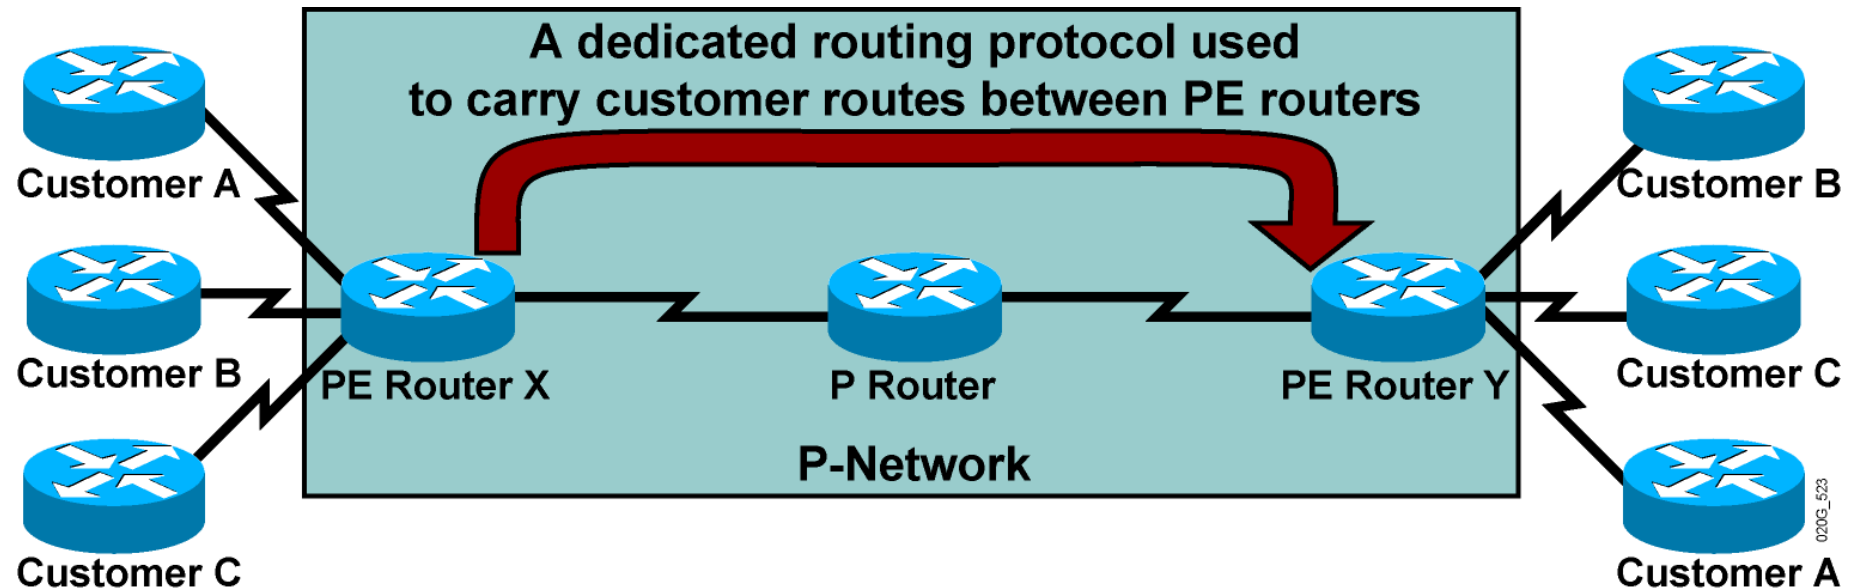 A dedicated routing protocol used
to carry customer routes between PE routers
Customer A
Customer B
Customer B
Customer C
PE Router X
P Router
PE Router Y
P-Network
Customer C
Customer A
020G_523